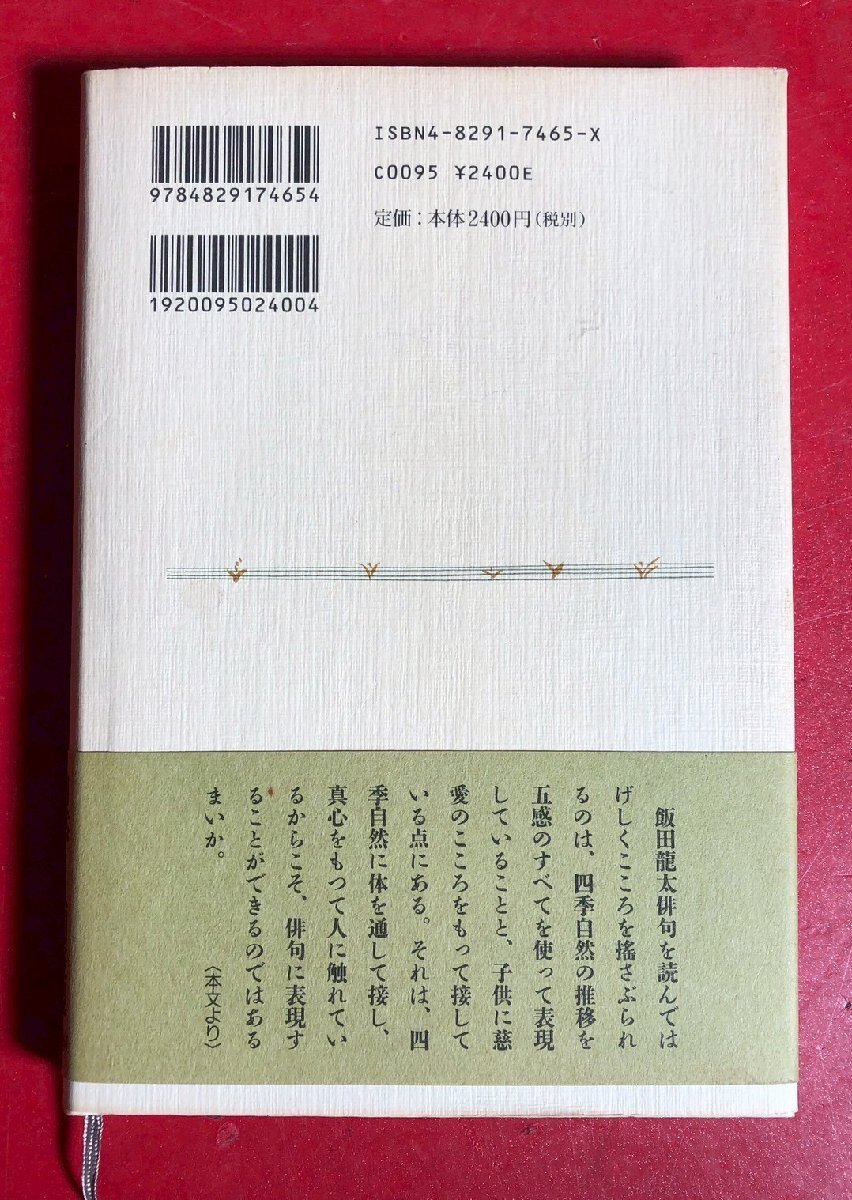 ISBN4-8291-7465-X
C0095 ¥2400E
定価：本体2400円（税別）
9784829174654
1920095024004
飯田龍太俳句を読んではは
げしくこころを揺さぶられ
るのは、四季自然の推移を
五感のすべてを使って表現
していることと、子供に慈
愛のこころをもって接して
いる点にある。それは、四
季自然に体を通して接し、
真心をもつて人に触れてい
るからこそ、俳句に表現す
ることができるのではある
まいか。
〈本文より〉